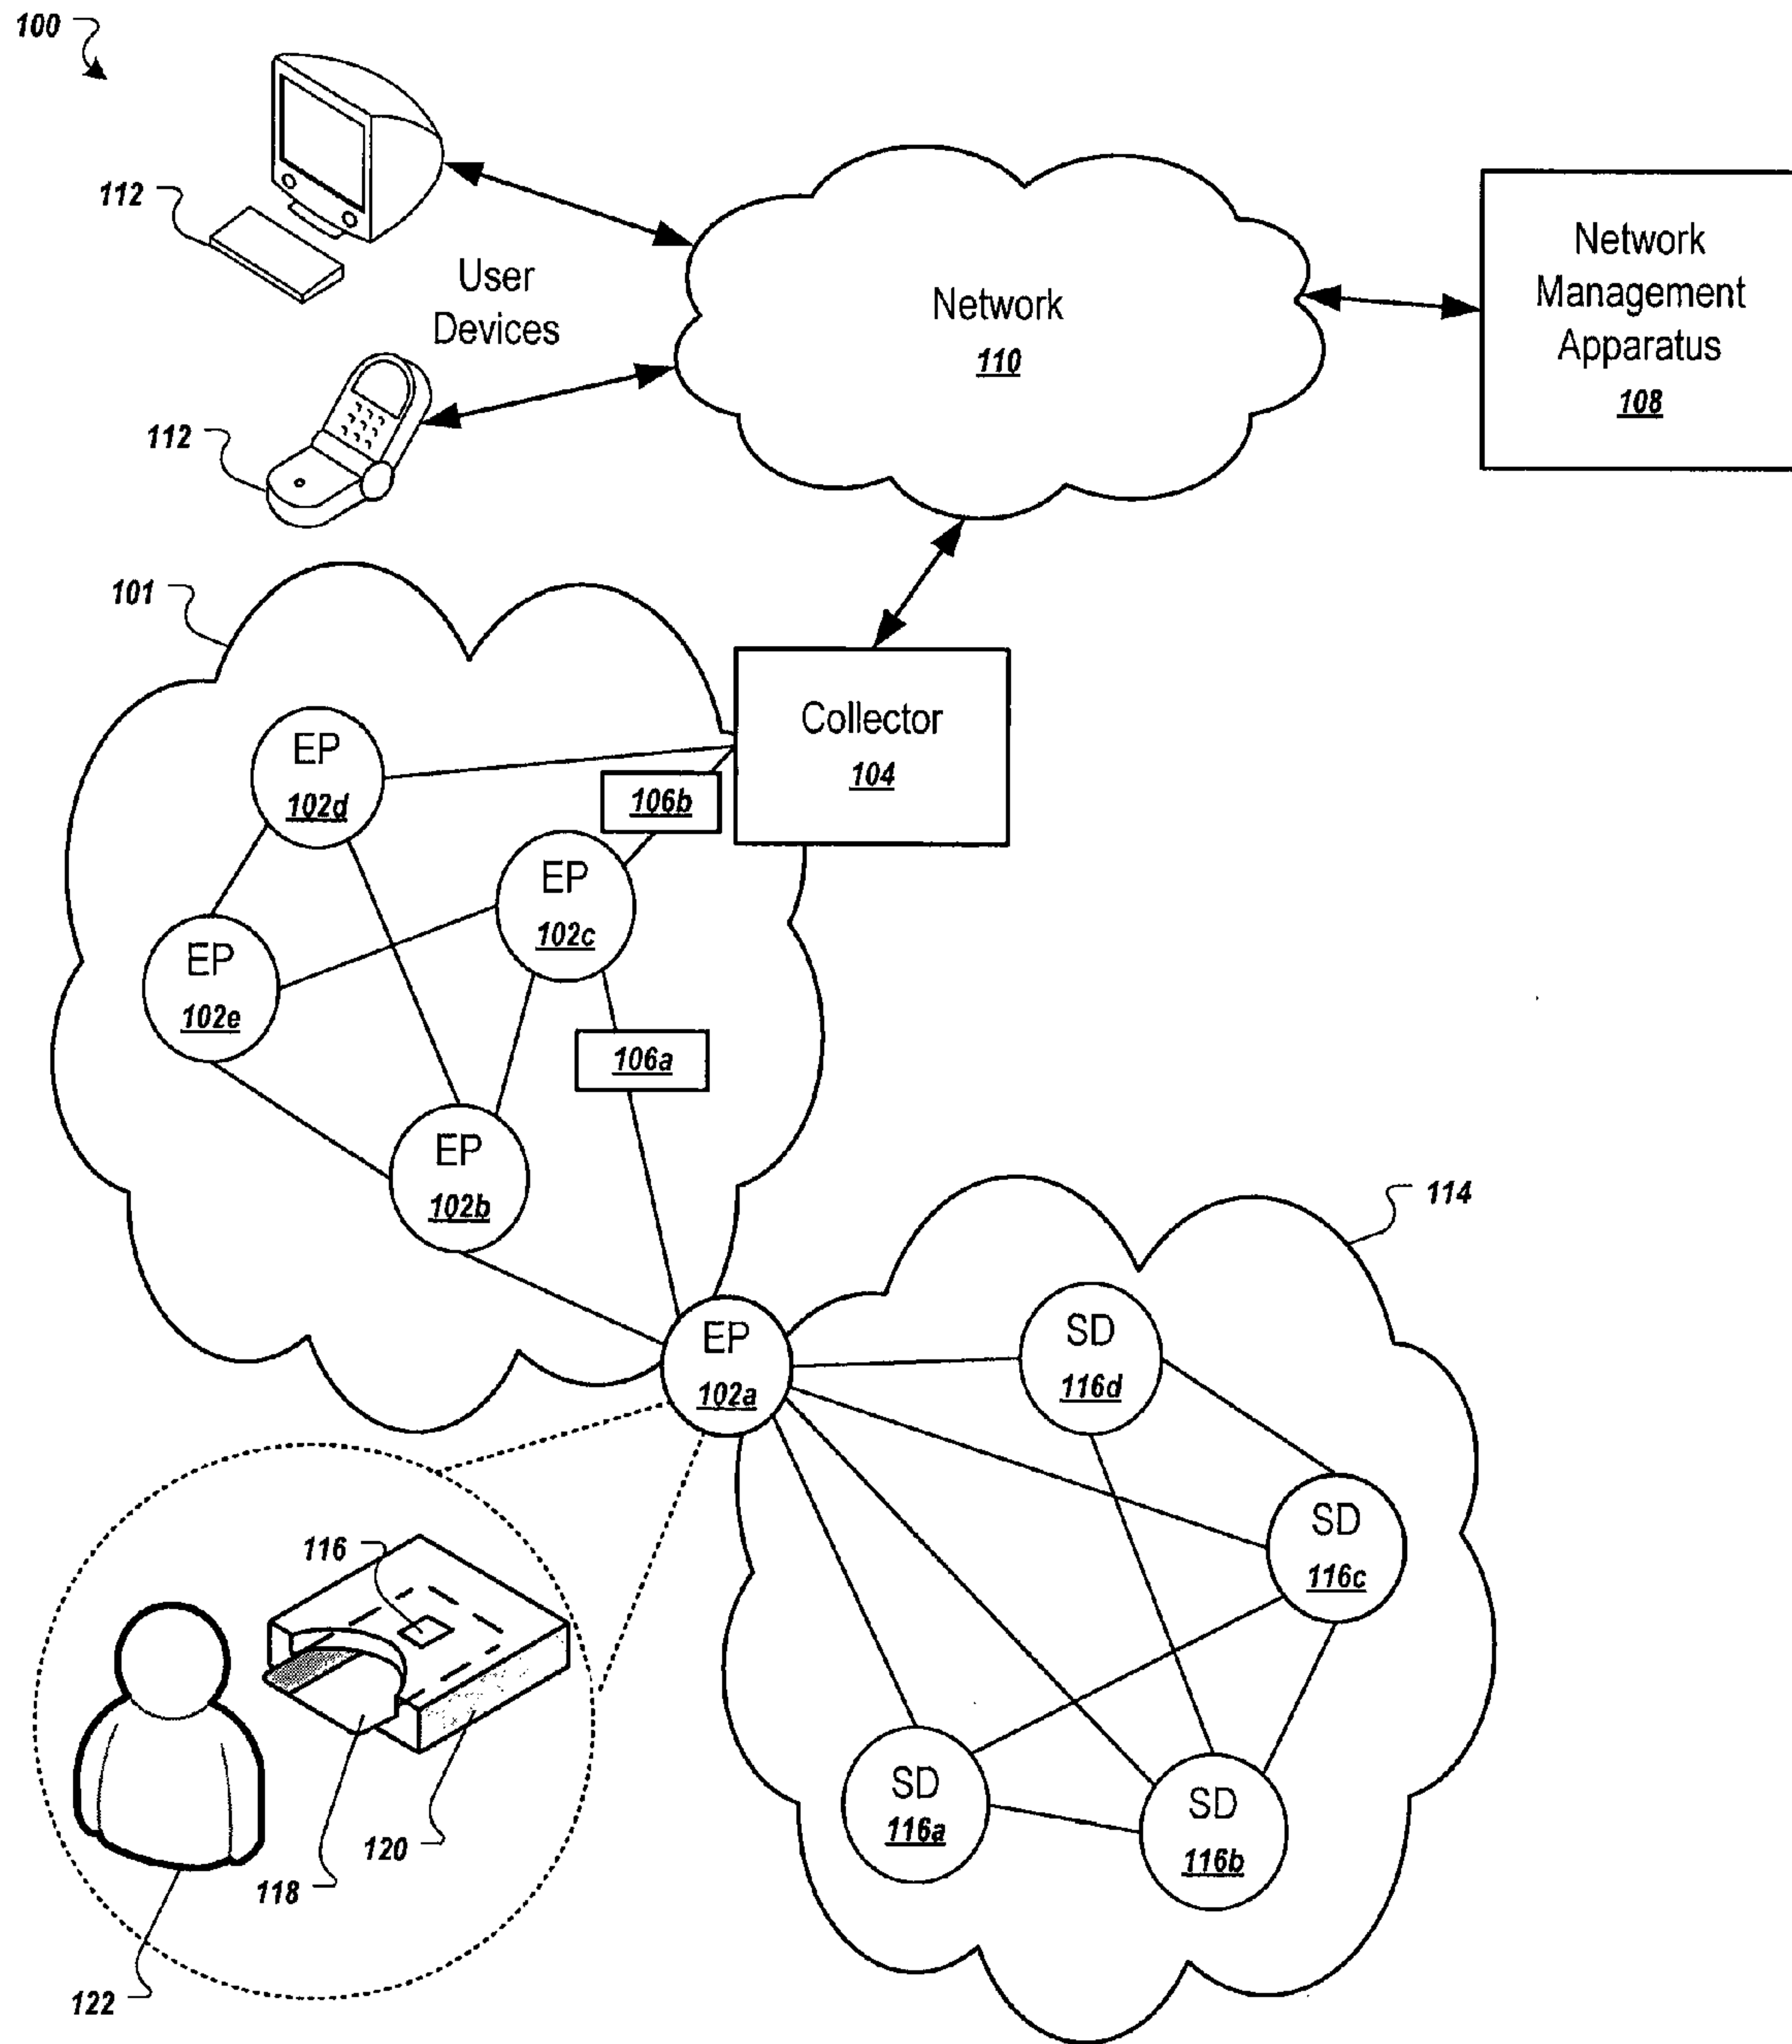 100
112
User
Devices
112
Network
110
Network
Management
Apparatus
108
101
Collector
104
EP
102d
106b
EP
102c
EP
102e
106a
EP
102b
114
EP
102a
SD
116d
SD
116c
116
SD
116a
SD
116b
120
118
122